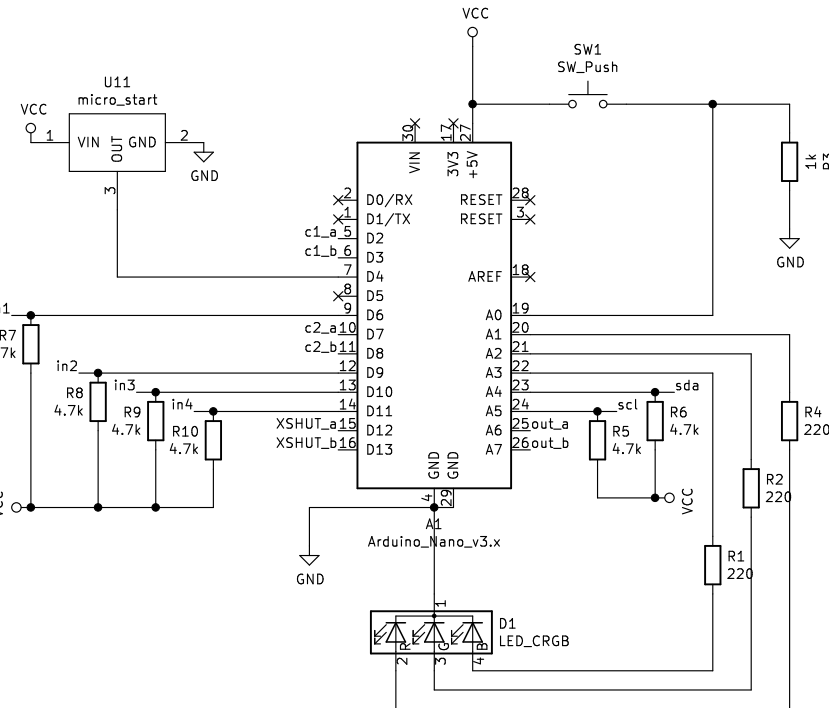 VCC
SW1
SW_Push
U11
micro_start
VCC
1
VIN
OUT
GND
2
GND
3
30
17
27
VIN
3V3
+5V
1k
R3
GND
2 D0/RX
1 D1/TX
c1_a 5 D2
c1_b 6 D3
7 D4
8 D5
9 D6
c2_a 10 D7
c2_b 11 D8
in2 12 D9
in3 13 D10
in4 14 D11
XSHUT_a 15 D12
XSHUT_b 16 D13
RESET 28
RESET 3
AREF 18
A0 19
A1 20
A2 21
A3 22
A4 23 sda
A5 24 scl
A6 25 out_a
A7 26 out_b
R7
7k
R8
4.7k
R9
4.7k
R10
4.7k
VCC
R6
4.7k
R5
4.7k
VCC
R4
220
R2
220
R1
220
GND
GND
4
29
A1
Arduino_Nano_v3.x
GND
1
D1
LED_CRGB
R
G
B
2
3
4